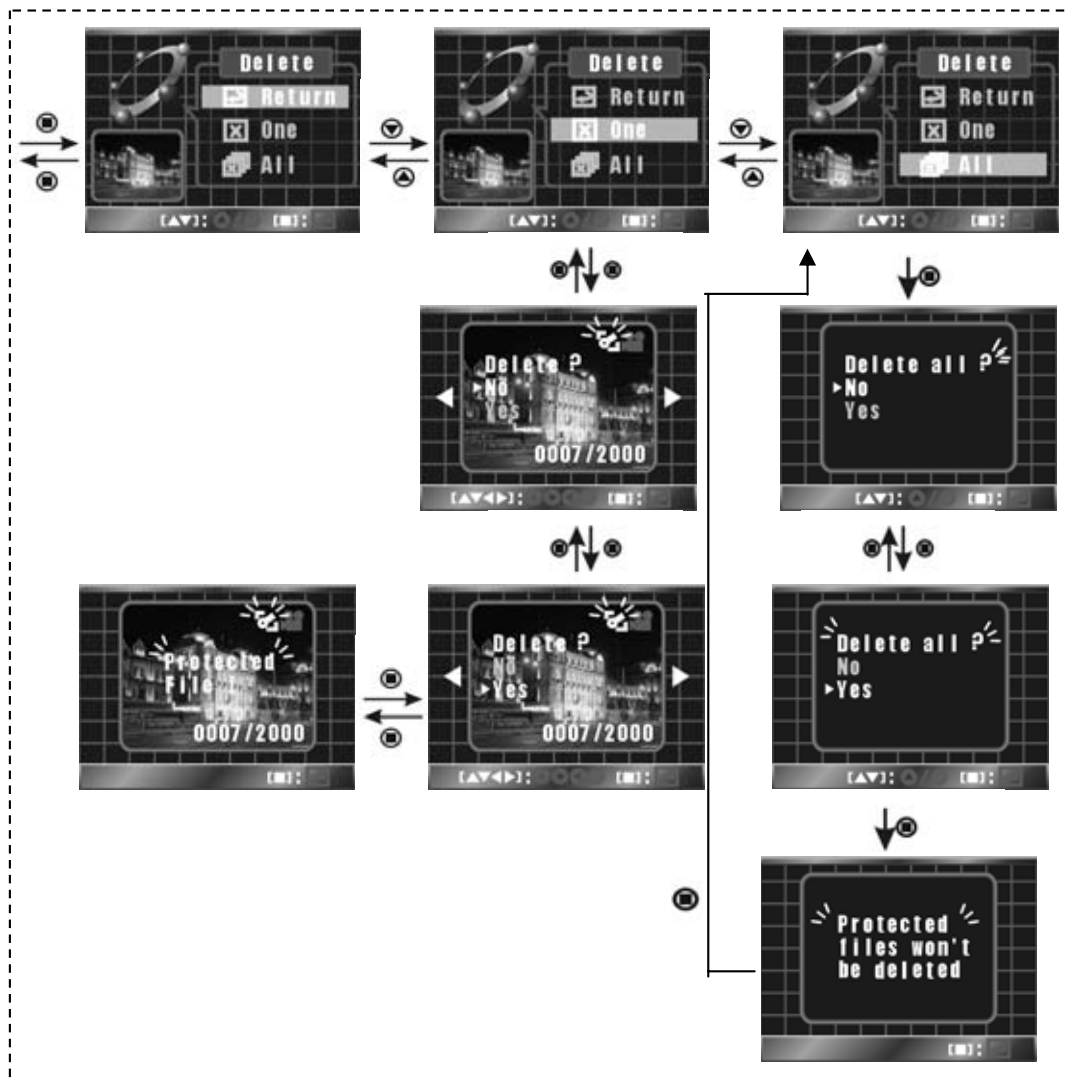 Delete
Return
One
All
[▲▼]:
[■]:
Delete
Return
One
All
[▲▼]:
[■]:
Delete
Return
One
All
[▲▼]:
[■]:
Delete ?
▸No
Yes
0007/2000
[▲▼◀▶]:
[■]:
Delete all ?
▸No
Yes
[▲▼]:
[■]:
Protected
File !
0007/2000
[■]:
Delete ?
No
▸Yes
0007/2000
[▲▼◀▶]:
[■]:
Delete all ?
No
▸Yes
[▲▼]:
[■]:
Protected
files won't
be deleted
[■]: